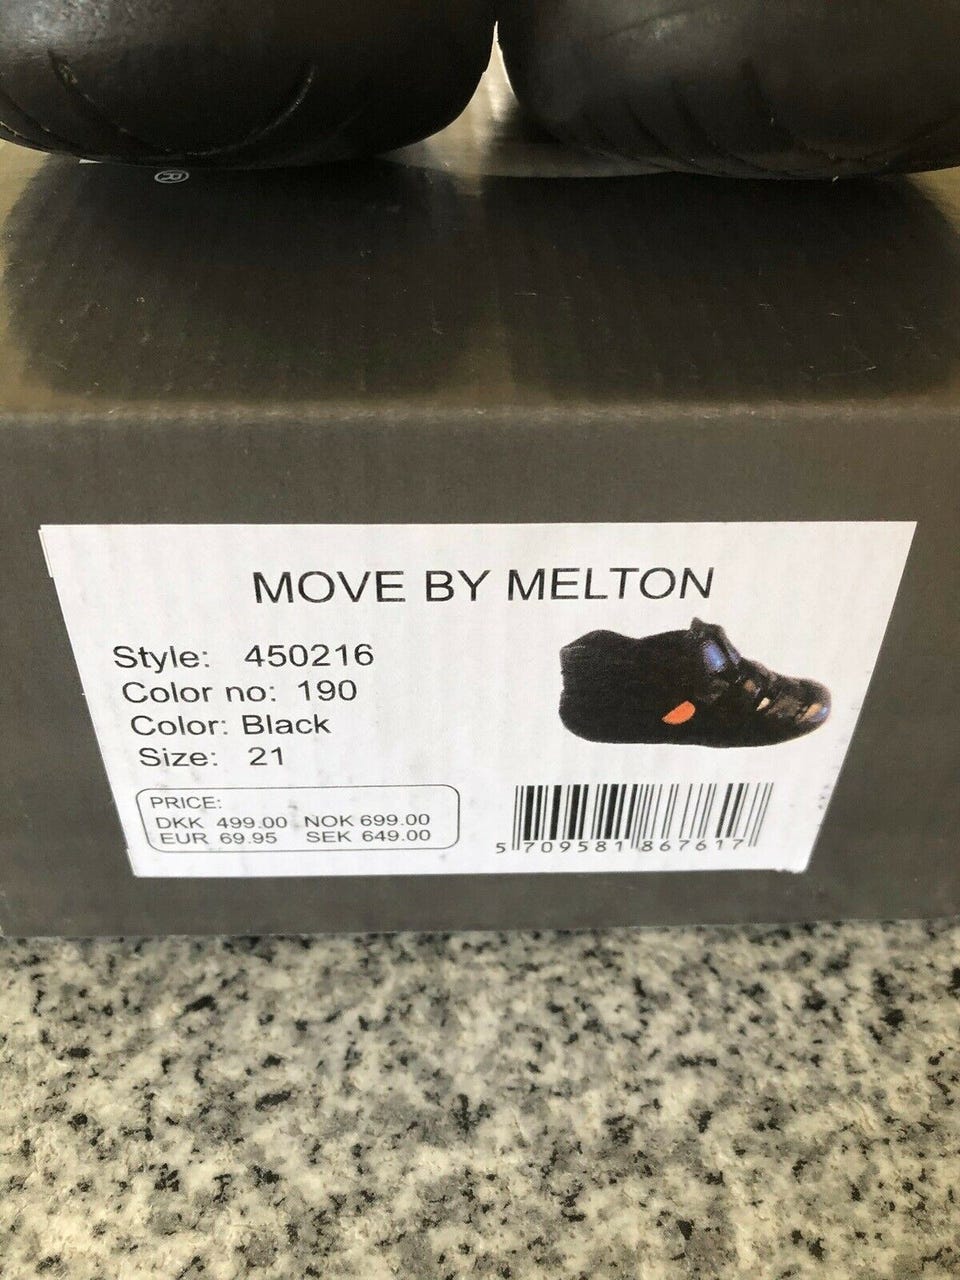 ®
MOVE BY MELTON
Style: 450216
Color no: 190
Color: Black
Size: 21
PRICE:
DKK 499.00 NOK 699.00
EUR 69.95 SEK 649.00
5 709581 867617